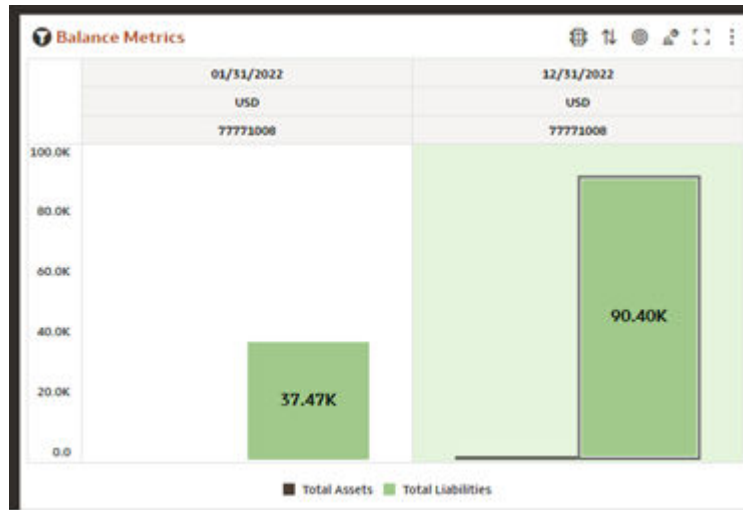 Balance Metrics
01/31/2022 12/31/2022
USD USD
77771008 77771008
100.0K
80.0K
60.0K
40.0K
20.0K
0.0
90.40K
37.47K
Total Assets Total Liabilities